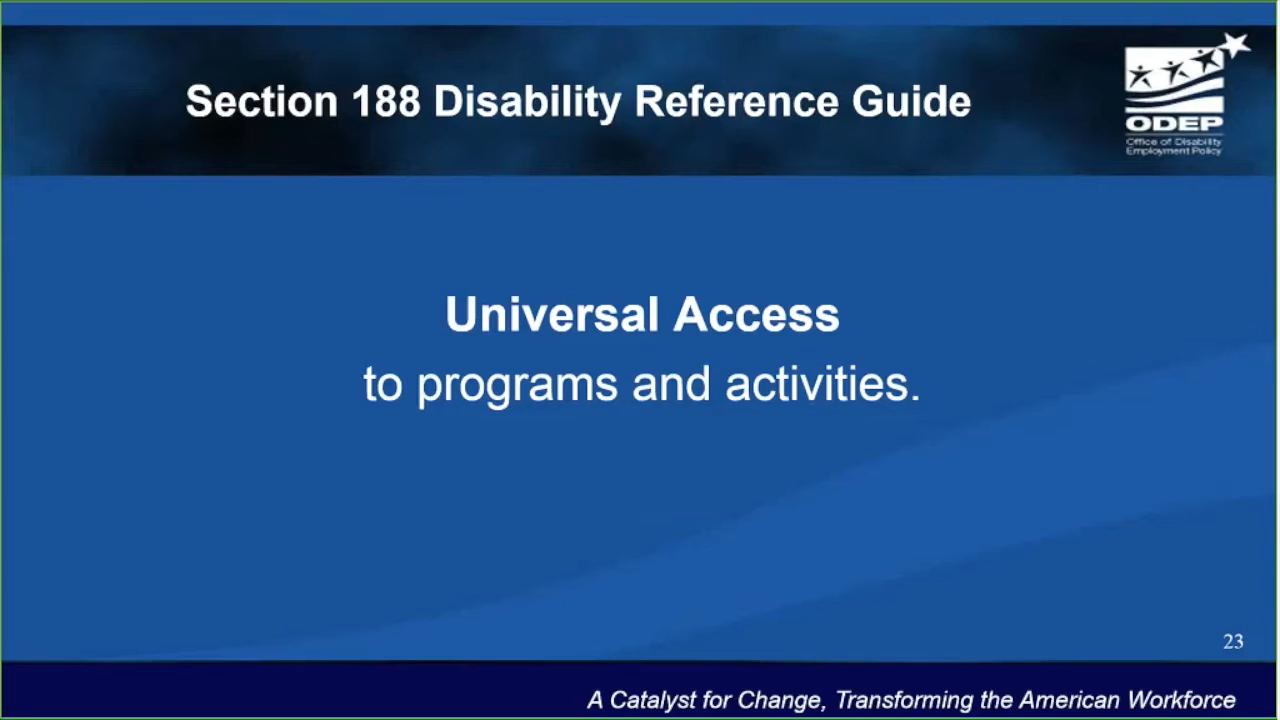 Section 188 Disability Reference Guide
ODEP
Office of Disability
Employment Policy
Universal Access
to programs and activities.
23
A Catalyst for Change, Transforming the American Workforce